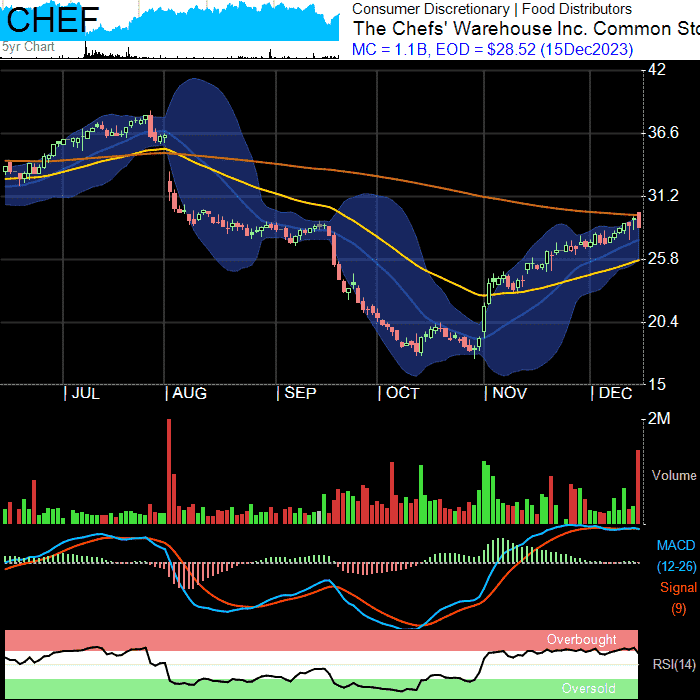 CHEF
5yr Chart
Consumer Discretionary | Food Distributors
The Chefs' Warehouse Inc. Common Sto
MC = 1.1B, EOD = $28.52 (15Dec2023)
42
36.6
31.2
25.8
20.4
15
| JUL | AUG | SEP | OCT | NOV | DEC
2M
Volume
MACD
(12-26)
Signal
(9)
Overbought
RSI(14)
Oversold